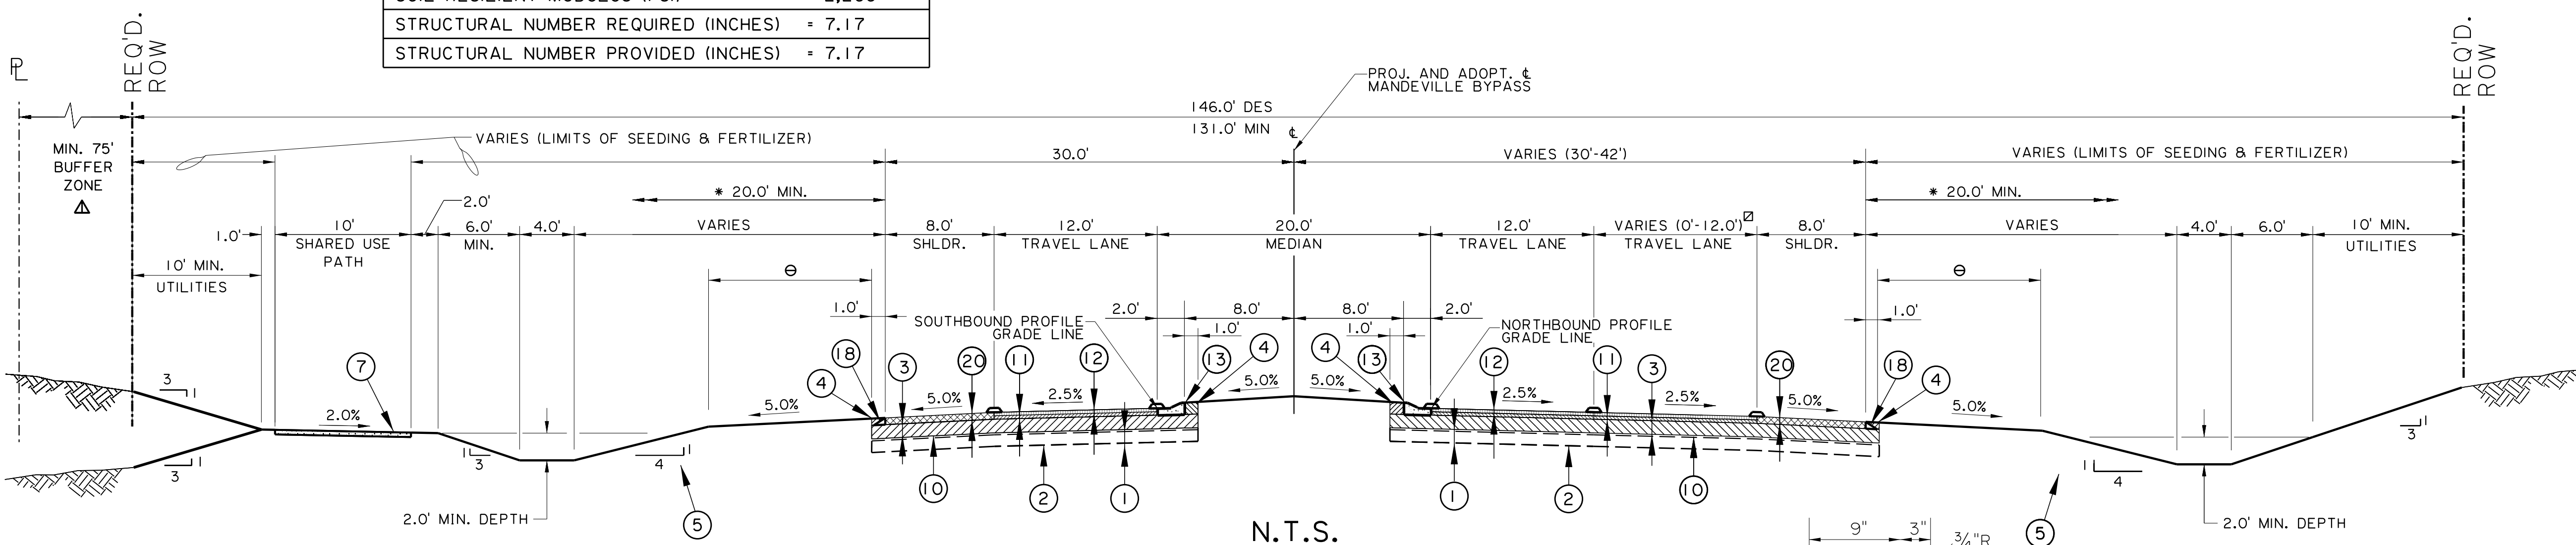 STRUCTURAL NUMBER REQUIRED (INCHES) = 7.17
STRUCTURAL NUMBER PROVIDED (INCHES) = 7.17
PL
REQ'D.
ROW
REQ'D.
ROW
PROJ. AND ADOPT. CL
MANDEVILLE BYPASS
146.0' DES
131.0' MIN
CL
MIN. 75'
BUFFER
ZONE
VARIES (LIMITS OF SEEDING & FERTILIZER)
30.0'
VARIES (30'-42')
VARIES (LIMITS OF SEEDING & FERTILIZER)
* 20.0' MIN.
* 20.0' MIN.
2.0'
1.0'
10'
SHARED USE
PATH
6.0'
MIN.
4.0'
VARIES
8.0'
SHLDR.
12.0'
TRAVEL LANE
20.0'
MEDIAN
12.0'
TRAVEL LANE
VARIES (0'-12.0')
TRAVEL LANE
8.0'
SHLDR.
VARIES
4.0'
6.0'
10' MIN.
UTILITIES
10' MIN.
UTILITIES
⊖
⊖
1.0'
SOUTHBOUND PROFILE
GRADE LINE
2.0'
8.0'
8.0'
2.0'
1.0'
1.0'
NORTHBOUND PROFILE
GRADE LINE
1.0'
7
18
4
3
20
11
12
13
4
4
13
12
11
3
20
18
4
3
1
2.0%
5.0%
5.0%
2.5%
5.0%
5.0%
2.5%
2.5%
5.0%
5.0%
3
1
1
3
4
1
10
2
1
1
2
10
1
4
3
1
2.0' MIN. DEPTH
5
N.T.S.
9"
3"
3/4"R
5
2.0' MIN. DEPTH